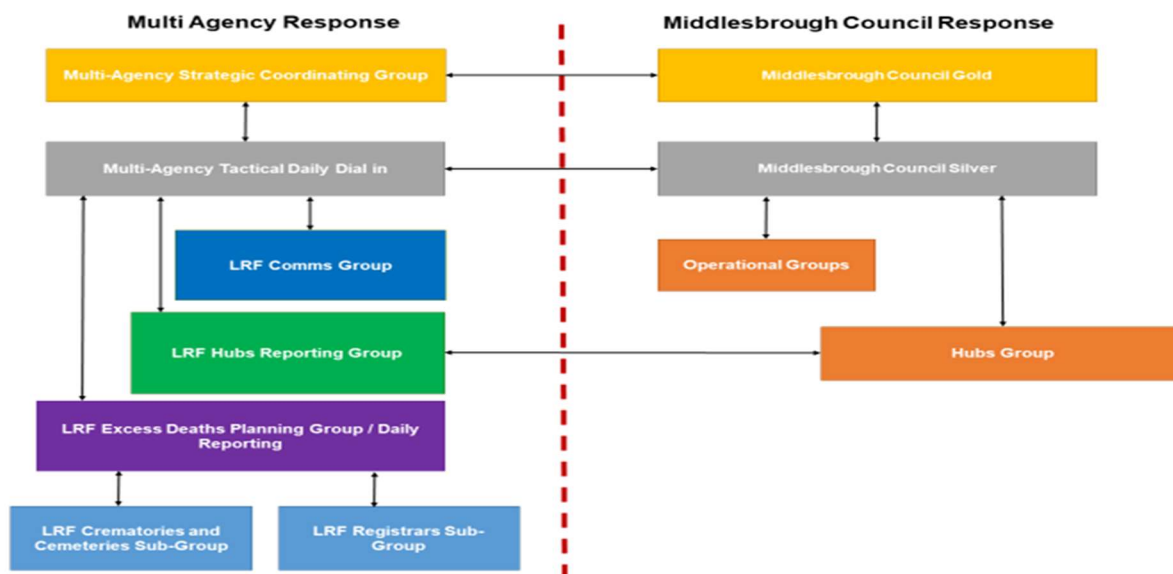 Multi Agency Response
Middlesbrough Council Response
Multi-Agency Strategic Coordinating Group
Middlesbrough Council Gold
Multi-Agency Tactical Daily Dial in
Middlesbrough Council Silver
LRF Comms Group
Operational Groups
LRF Hubs Reporting Group
Hubs Group
LRF Excess Deaths Planning Group / Daily
Reporting
LRF Crematories and
Cemeteries Sub-Group
LRF Registrars Sub-
Group